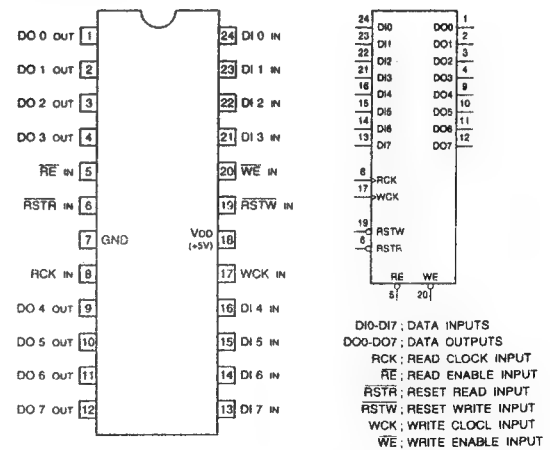 DO 0 OUT 1 24 DI 0 IN
DO 1 OUT 2 23 DI 1 IN
DO 2 OUT 3 22 DI 2 IN
DO 3 OUT 4 21 DI 3 IN
RE IN 5 20 WE IN
RSTR IN 6 19 RSTW IN
7 GND VDD 18
(+5V)
RCK IN 8 17 WCK IN
DO 4 OUT 9 16 DI 4 IN
DO 5 OUT 10 15 DI 5 IN
DO 6 OUT 11 14 DI 6 IN
DO 7 OUT 12 13 DI 7 IN
24 DI0 DO0 1
23 DI1 DO1 2
22 DI2 DO2 3
21 DI3 DO3 4
16 DI4 DO4 9
15 DI5 DO5 10
14 DI6 DO6 11
13 DI7 DO7 12
8 RCK
17 WCK
19 RSTW
6 RSTR
RE WE
5 20
DI0-DI7 ; DATA INPUTS
DO0-DO7 ; DATA OUTPUTS
RCK ; READ CLOCK INPUT
RE ; READ ENABLE INPUT
RSTR ; RESET READ INPUT
RSTW ; RESET WRITE INPUT
WCK ; WRITE CLOCL INPUT
WE ; WRITE ENABLE INPUT